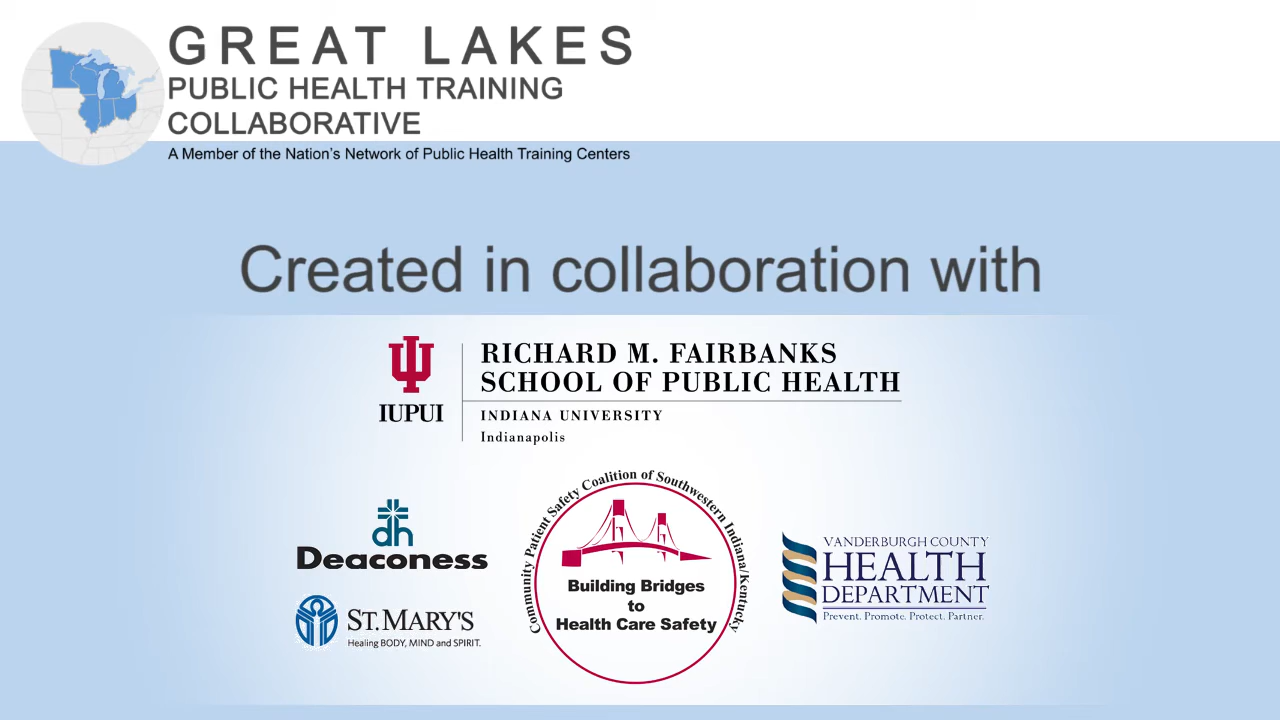 GREAT LAKES
PUBLIC HEALTH TRAINING
COLLABORATIVE
A Member of the Nation's Network of Public Health Training Centers
Created in collaboration with
IUPUI
RICHARD M. FAIRBANKS
SCHOOL OF PUBLIC HEALTH
INDIANA UNIVERSITY
Indianapolis
dh
Deaconess
ST. MARY'S
Healing BODY, MIND and SPIRIT.
Community Patient Safety Coalition of Southwestern Indiana/Kentucky
Building Bridges
to
Health Care Safety
VANDERBURGH COUNTY
HEALTH
DEPARTMENT
Prevent. Promote. Protect. Partner.